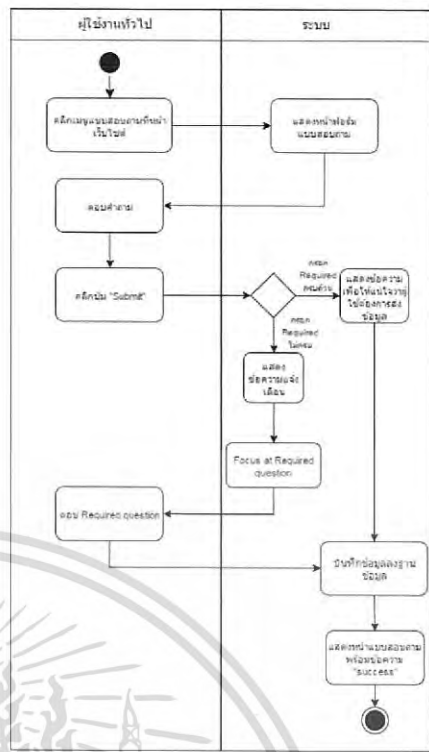 ผู้ใช้งานทั่วไป
ระบบ
คลิกเมนูแบบสอบถามที่หน้า
เว็บไซต์
แสดงหน้าฟอร์ม
แบบสอบถาม
ตอบคำถาม
คลิกปุ่ม "Submit"
กรอก
Required
ครบถ้วน
แสดงข้อความ
เพื่อให้แน่ใจว่าผู้
ใช้ต้องการส่ง
ข้อมูล
กรอก
Required
ไม่ครบ
แสดง
ข้อความแจ้ง
เตือน
Focus at Required
question
ตอบ Required question
บันทึกข้อมูลลงฐาน
ข้อมูล
แสดงหน้าแบบสอบถาม
พร้อมข้อความ
"success"